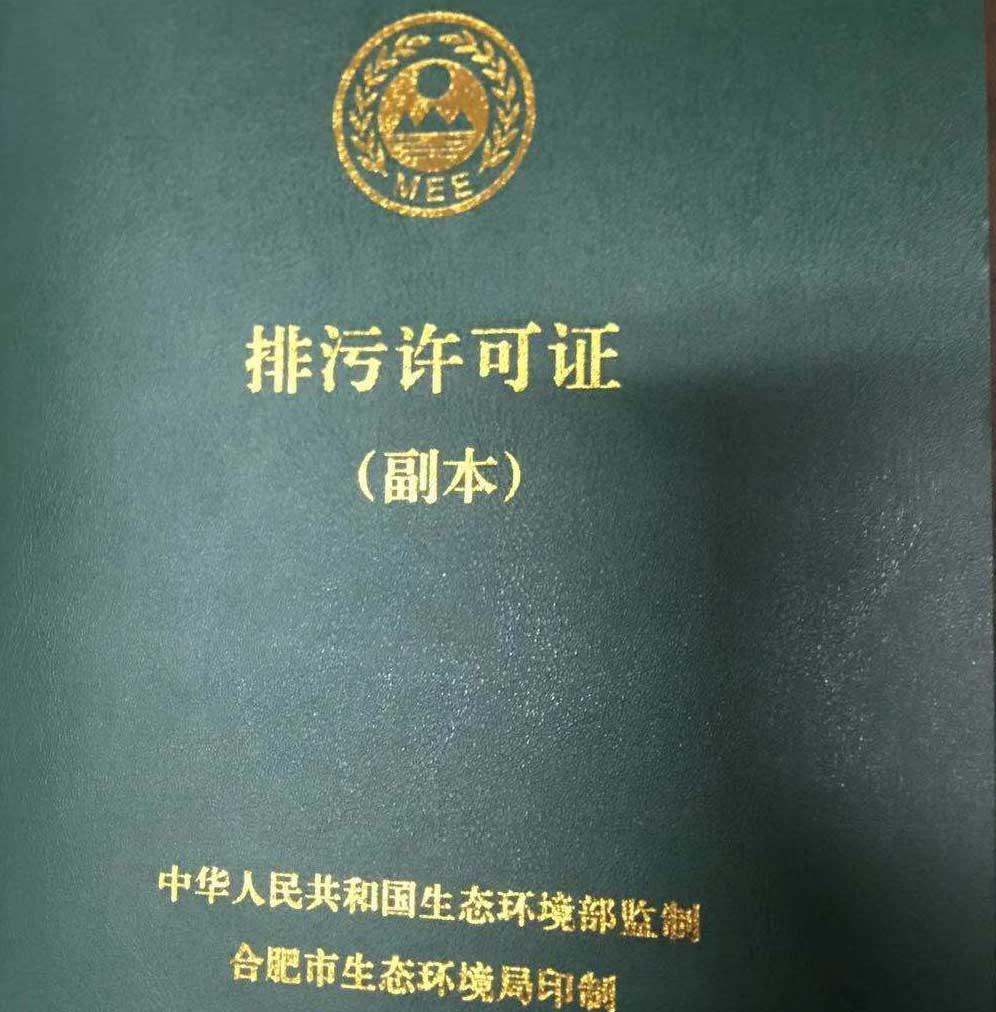 MEE
排污许可证
(副本)
中华人民共和国生态环境部监制
合肥市生态环境局印制